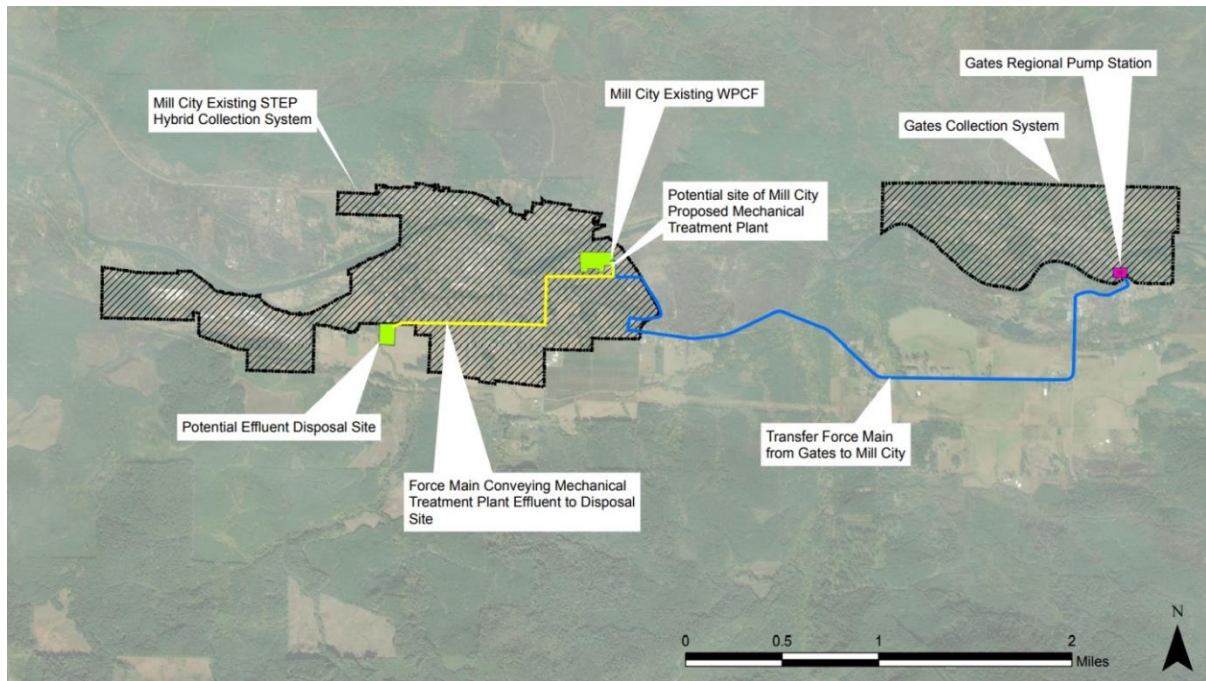 Gates Regional Pump Station
Mill City Existing STEP
Hybrid Collection System
Mill City Existing WPCF
Gates Collection System
Potential site of Mill City
Proposed Mechanical
Treatment Plant
Potential Effluent Disposal Site
Transfer Force Main
from Gates to Mill City
Force Main Conveying Mechanical
Treatment Plant Effluent to Disposal
Site
N
0 0.5 1 2
Miles